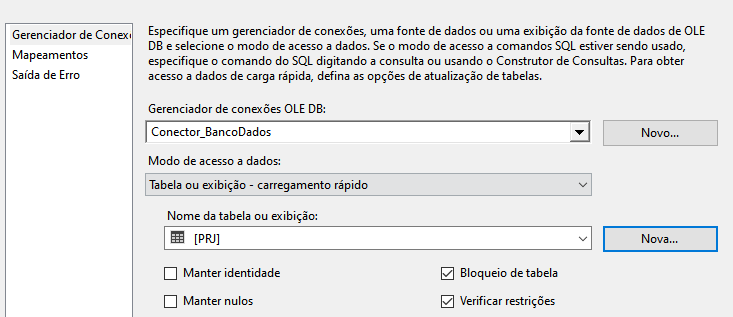 Gerenciador de Conex
Mapeamentos
Saída de Erro
Especifique um gerenciador de conexões, uma fonte de dados ou uma exibição da fonte de dados de OLE
DB e selecione o modo de acesso a dados. Se o modo de acesso a comandos SQL estiver sendo usado,
especifique o comando do SQL digitando a consulta ou usando o Construtor de Consultas. Para obter
acesso a dados de carga rápida, defina as opções de atualização de tabelas.
Gerenciador de conexões OLE DB:
Conector_BancoDados
Novo...
Modo de acesso a dados:
Tabela ou exibição - carregamento rápido
Nome da tabela ou exibição:
[PRJ]
Nova...
Manter identidade
Bloqueio de tabela
Manter nulos
Verificar restrições